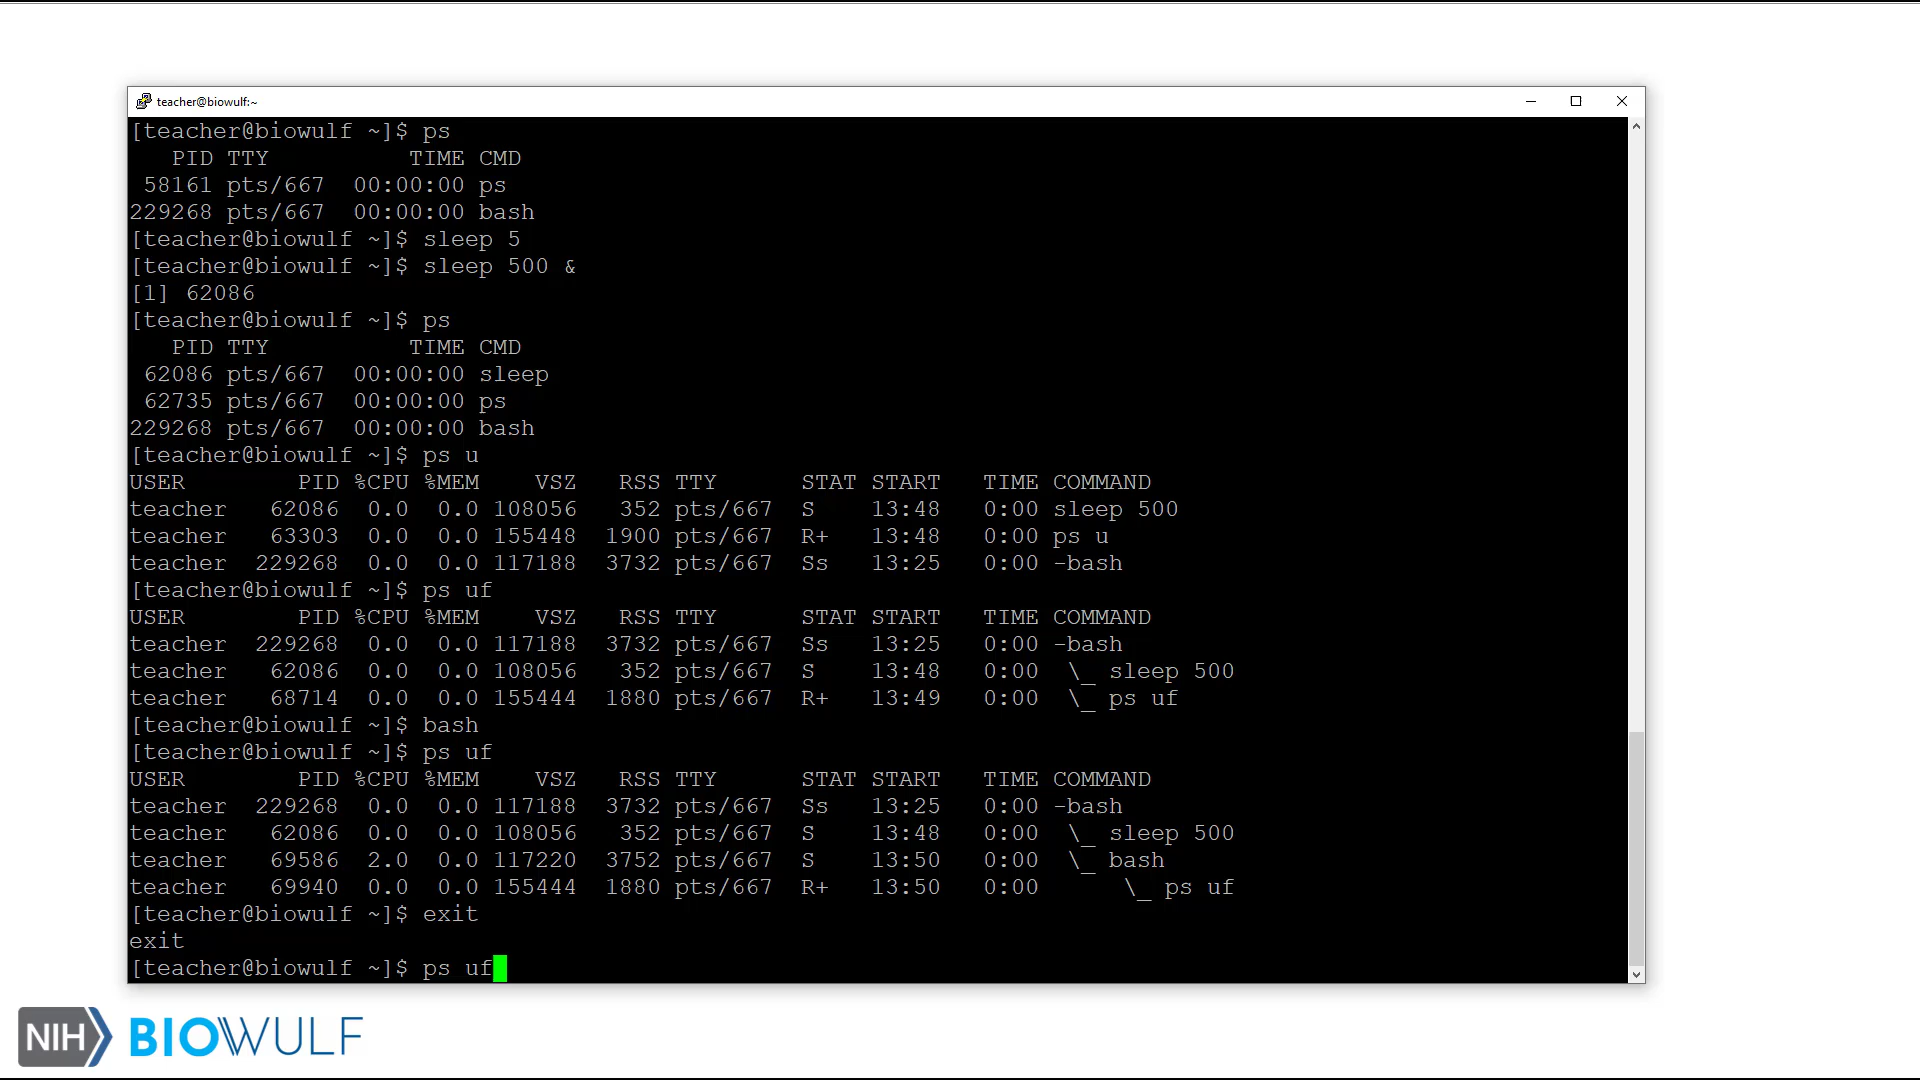 teacher@biowulf:~
[teacher@biowulf ~]$ ps
   PID TTY          TIME CMD
 58161 pts/667  00:00:00 ps
229268 pts/667  00:00:00 bash
[teacher@biowulf ~]$ sleep 5
[teacher@biowulf ~]$ sleep 500 &
[1] 62086
[teacher@biowulf ~]$ ps
   PID TTY          TIME CMD
 62086 pts/667  00:00:00 sleep
 62735 pts/667  00:00:00 ps
229268 pts/667  00:00:00 bash
[teacher@biowulf ~]$ ps u
USER        PID %CPU %MEM    VSZ   RSS TTY      STAT START   TIME COMMAND
teacher   62086  0.0  0.0 108056   352 pts/667  S    13:48   0:00 sleep 500
teacher   63303  0.0  0.0 155448  1900 pts/667  R+   13:48   0:00 ps u
teacher  229268  0.0  0.0 117188  3732 pts/667  Ss   13:25   0:00 -bash
[teacher@biowulf ~]$ ps uf
USER        PID %CPU %MEM    VSZ   RSS TTY      STAT START   TIME COMMAND
teacher  229268  0.0  0.0 117188  3732 pts/667  Ss   13:25   0:00 -bash
teacher   62086  0.0  0.0 108056   352 pts/667  S    13:48   0:00  \_ sleep 500
teacher   68714  0.0  0.0 155444  1880 pts/667  R+   13:49   0:00  \_ ps uf
[teacher@biowulf ~]$ bash
[teacher@biowulf ~]$ ps uf
USER        PID %CPU %MEM    VSZ   RSS TTY      STAT START   TIME COMMAND
teacher  229268  0.0  0.0 117188  3732 pts/667  Ss   13:25   0:00 -bash
teacher   62086  0.0  0.0 108056   352 pts/667  S    13:48   0:00  \_ sleep 500
teacher   69586  2.0  0.0 117220  3752 pts/667  S    13:50   0:00  \_ bash
teacher   69940  0.0  0.0 155444  1880 pts/667  R+   13:50   0:00      \_ ps uf
[teacher@biowulf ~]$ exit
exit
[teacher@biowulf ~]$ ps uf
NIH BIOWULF